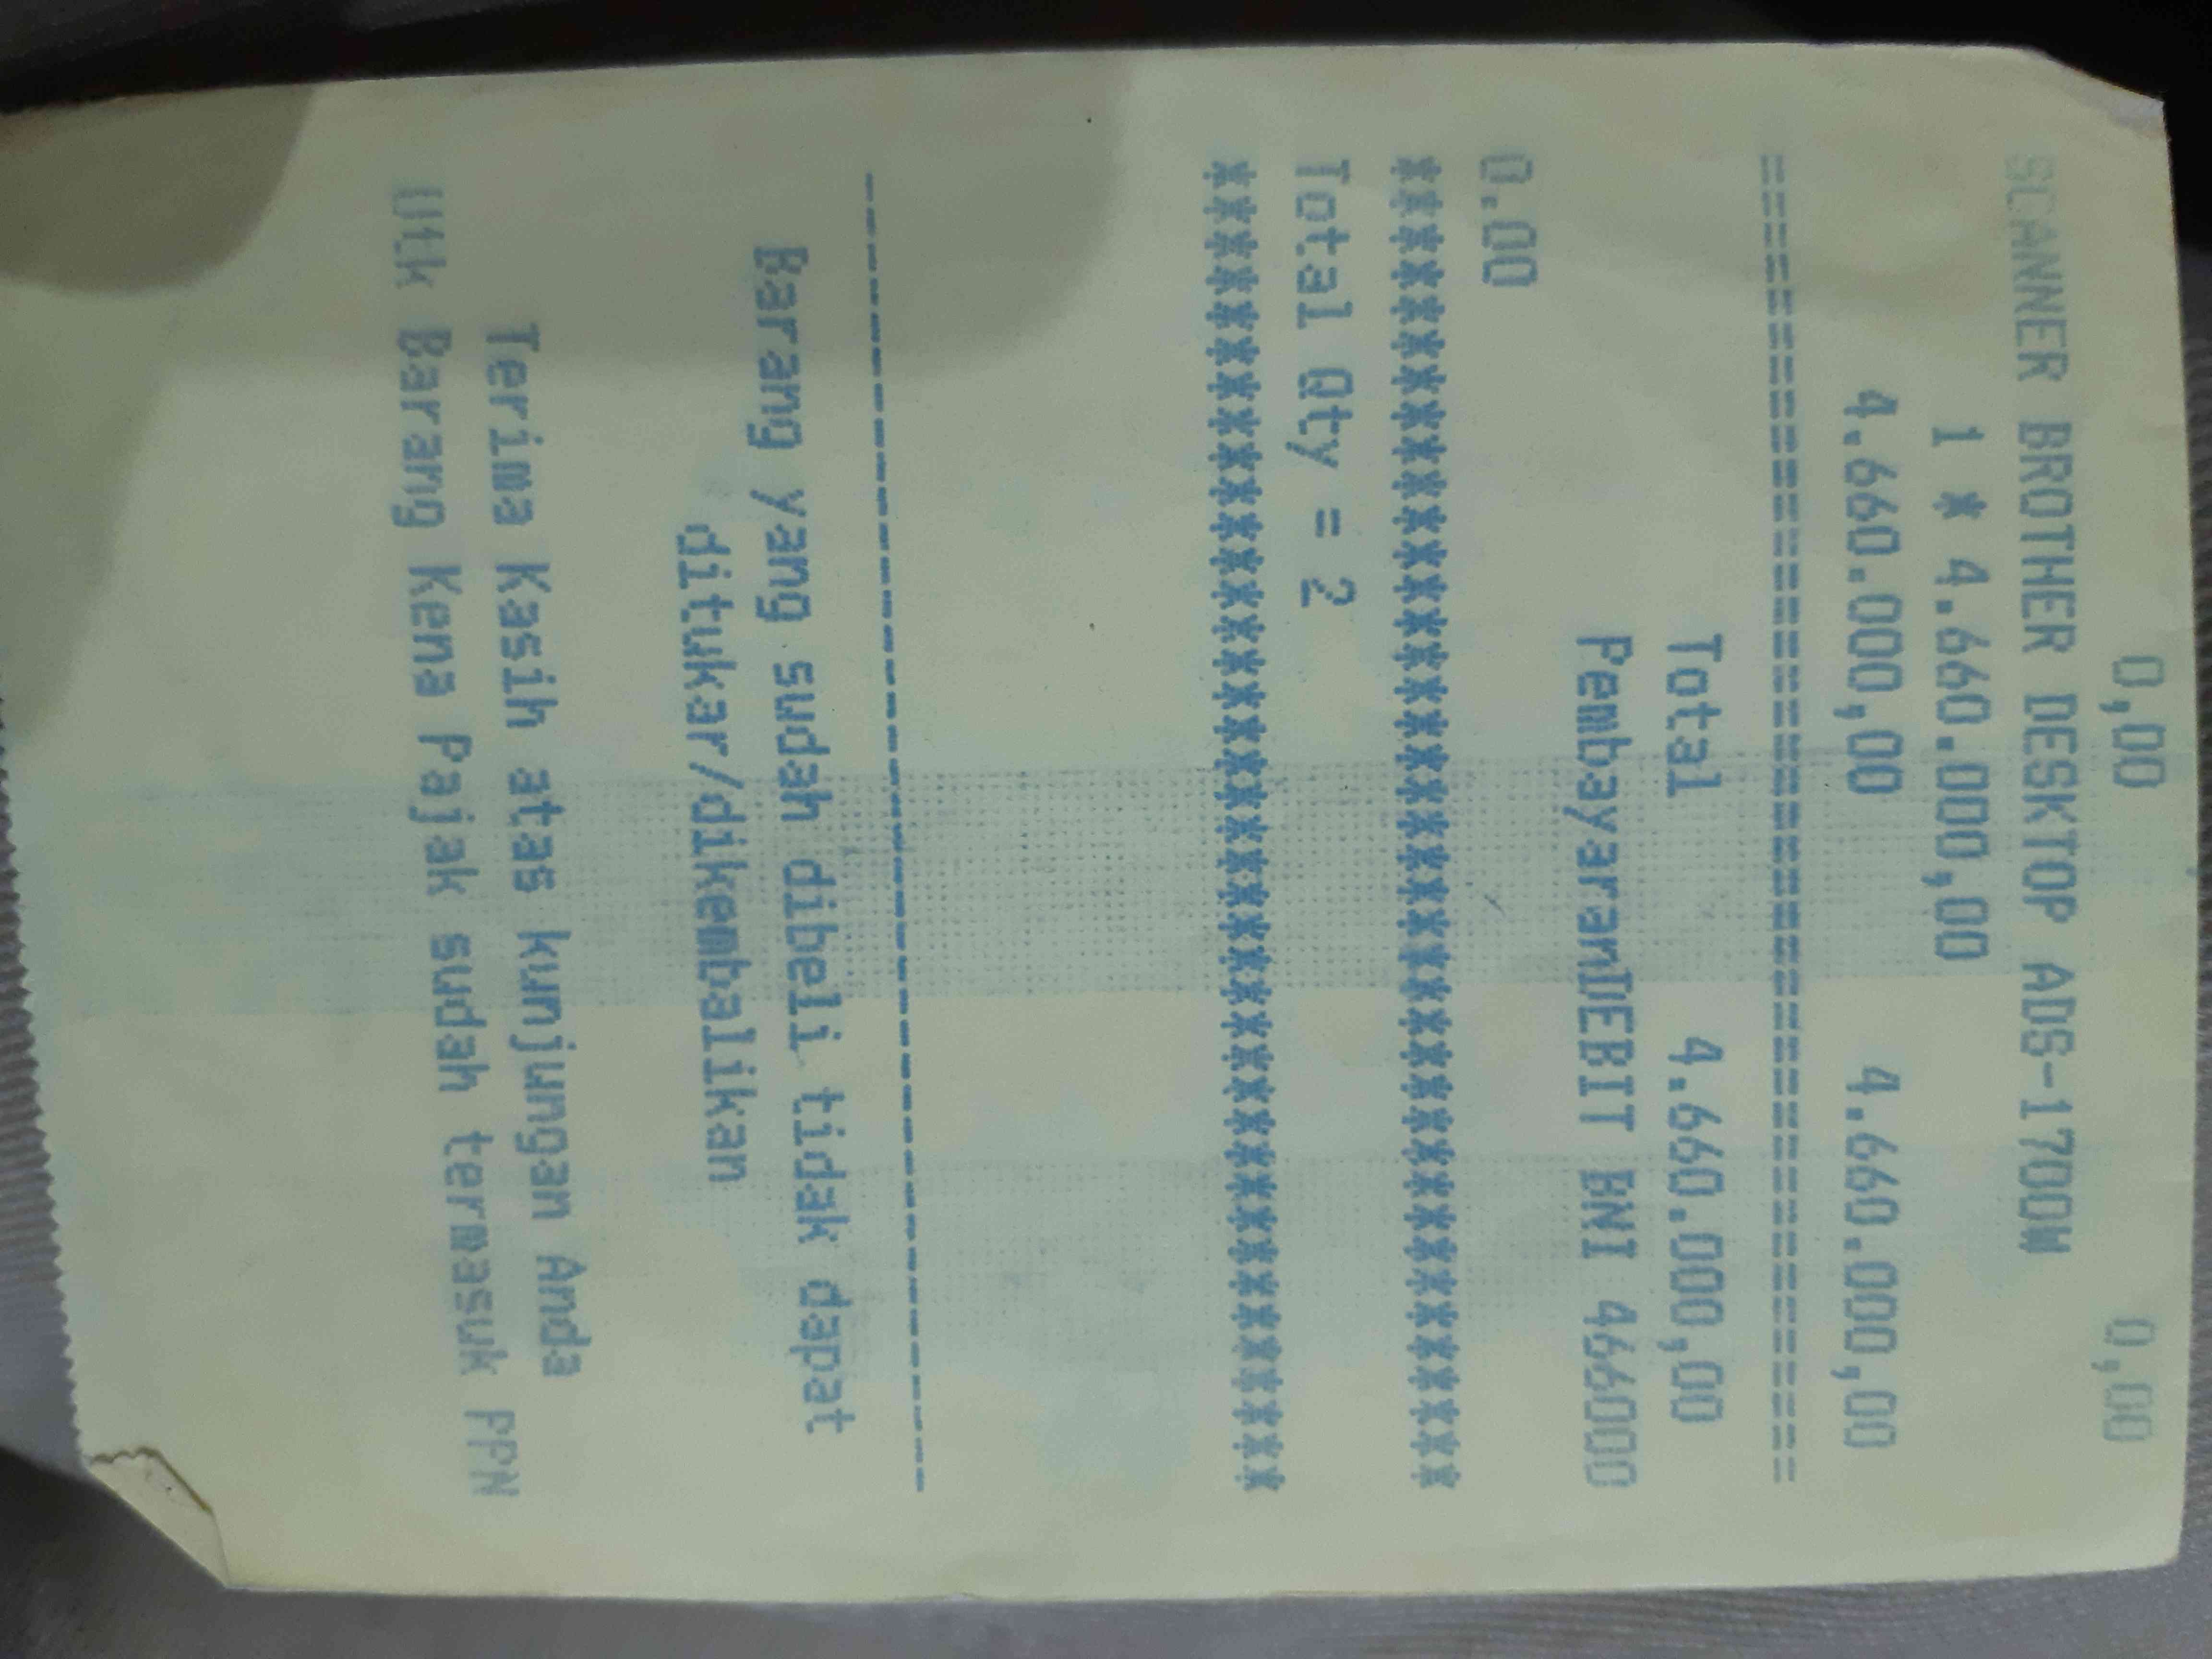 0,00 0,00
SCANNER BROTHER DESKTOP ADS-1700W
1 * 4.660.000,00
4.660.000,00 4.660.000,00
======================================
Total 4.660.000,00
PembayaranDEBIT BNI 466000
0.00
**************************************
Total Qty = 2
**************************************
--------------------------------------
Barang yang sudah dibeli tidak dapat
ditukar/dikembalikan
Terima Kasih atas kunjungan Anda
Utk Barang Kena Pajak sudah termasuk PPN